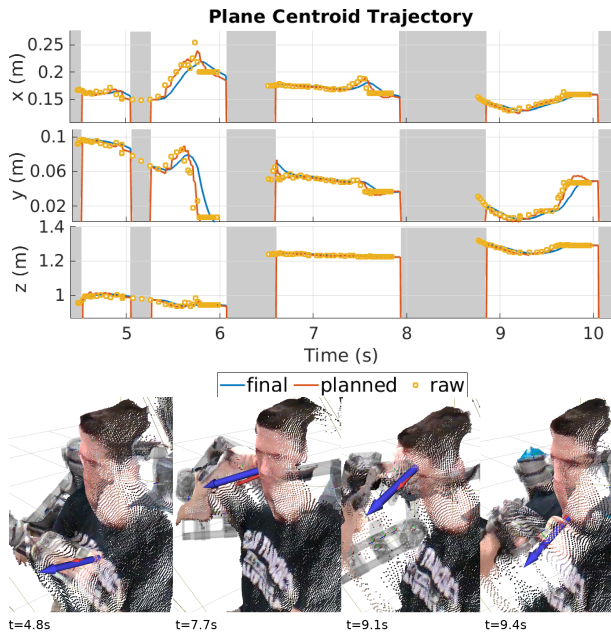 Plane Centroid Trajectory
x (m)
0.25
0.2
0.15
y (m)
0.1
0.06
0.02
z (m)
1.4
1.2
1
5 6 7 8 9 10
Time (s)
final planned raw
t=4.8s t=7.7s t=9.1s t=9.4s